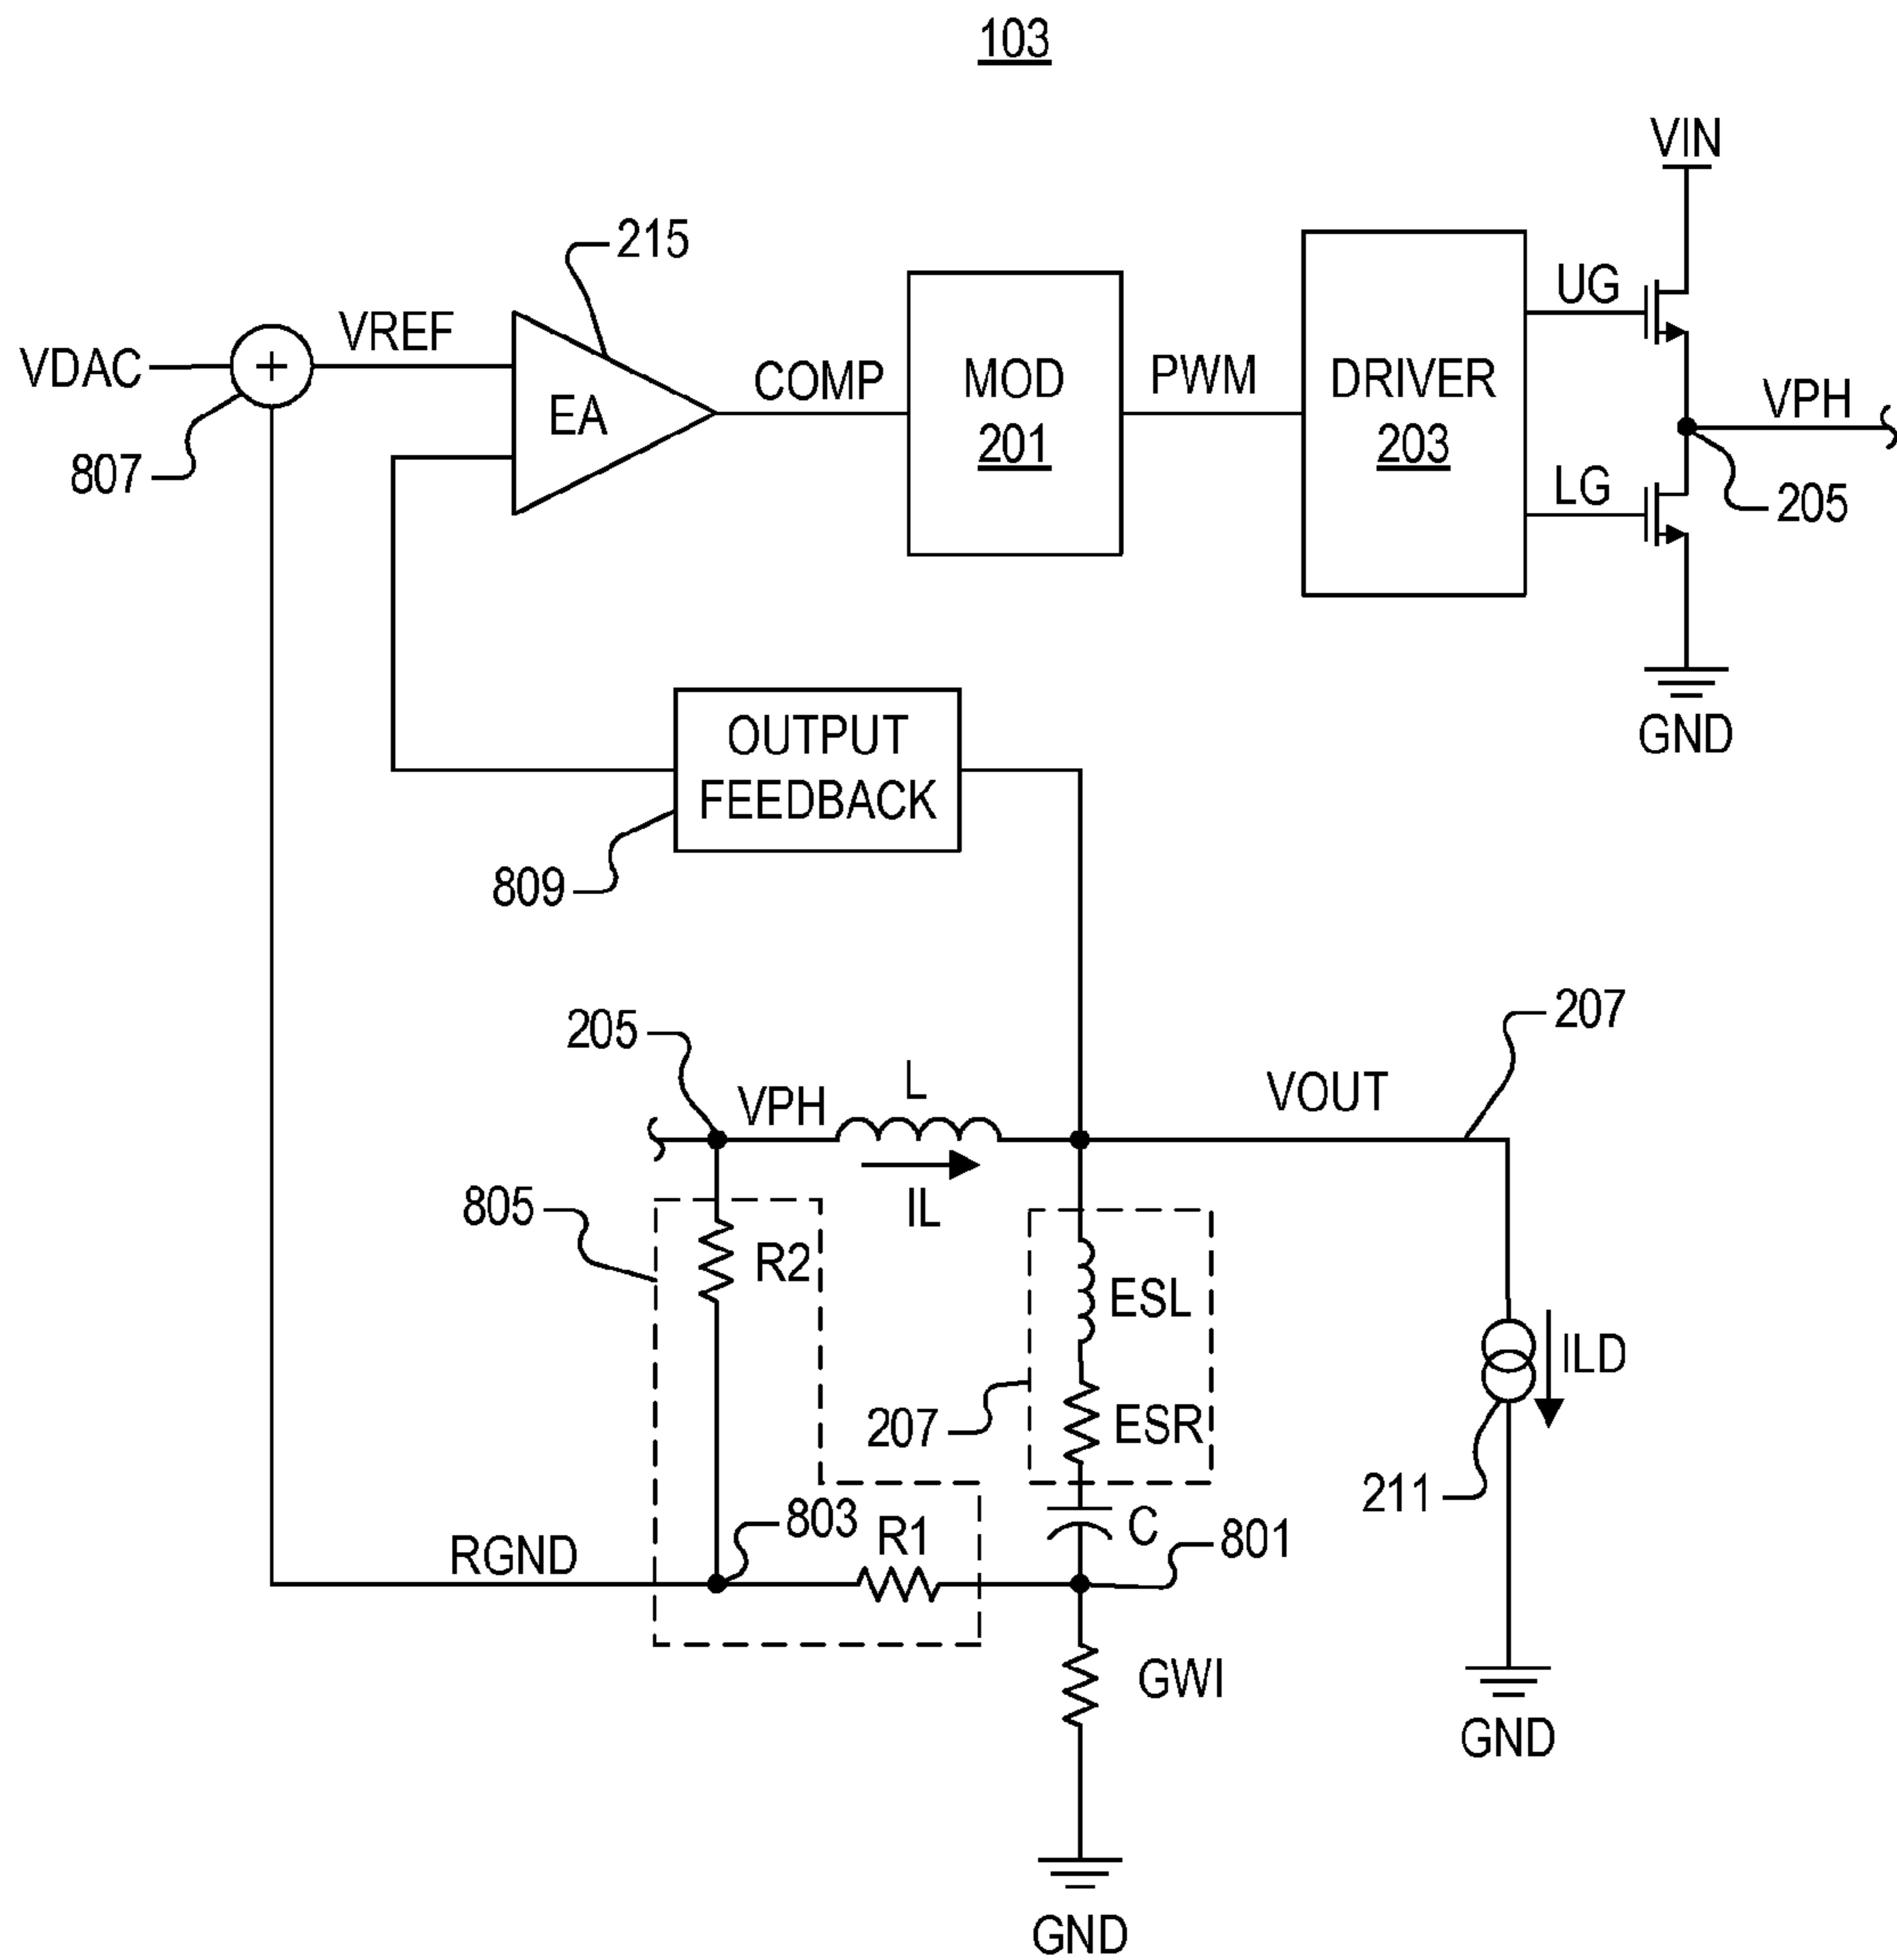 103
VIN
215
UG
VREF
VDAC
COMP
MOD
201
PWM
DRIVER
203
VPH
EA
807
LG
205
GND
OUTPUT
FEEDBACK
809
205
207
VPH
L
VOUT
805
IL
R2
ESL
ILD
207
ESR
211
803
R1
C
801
RGND
GWI
GND
GND